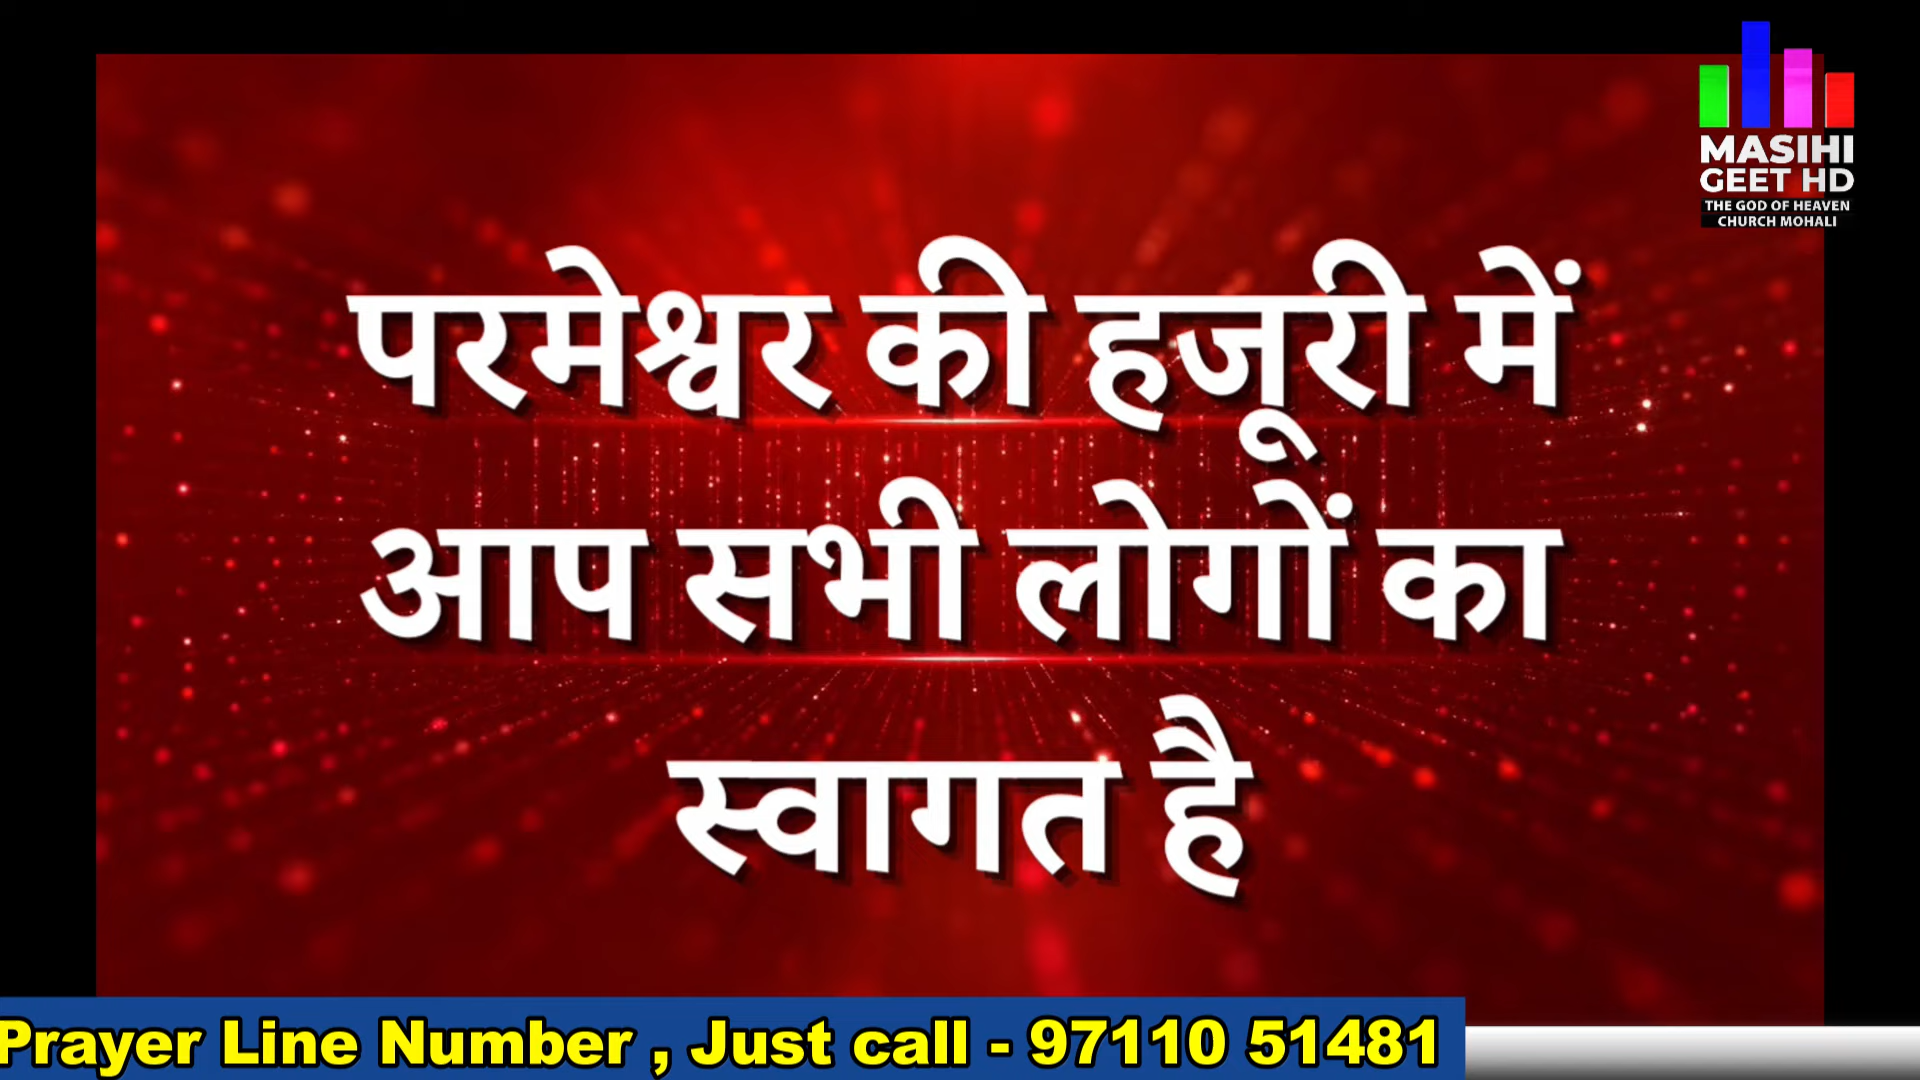 MASIHI
GEET HD
THE GOD OF HEAVEN
CHURCH MOHALI
परमेश्वर की हजूरी में
आप सभी लोगों का
स्वागत है
Prayer Line Number , Just call - 97110 51481